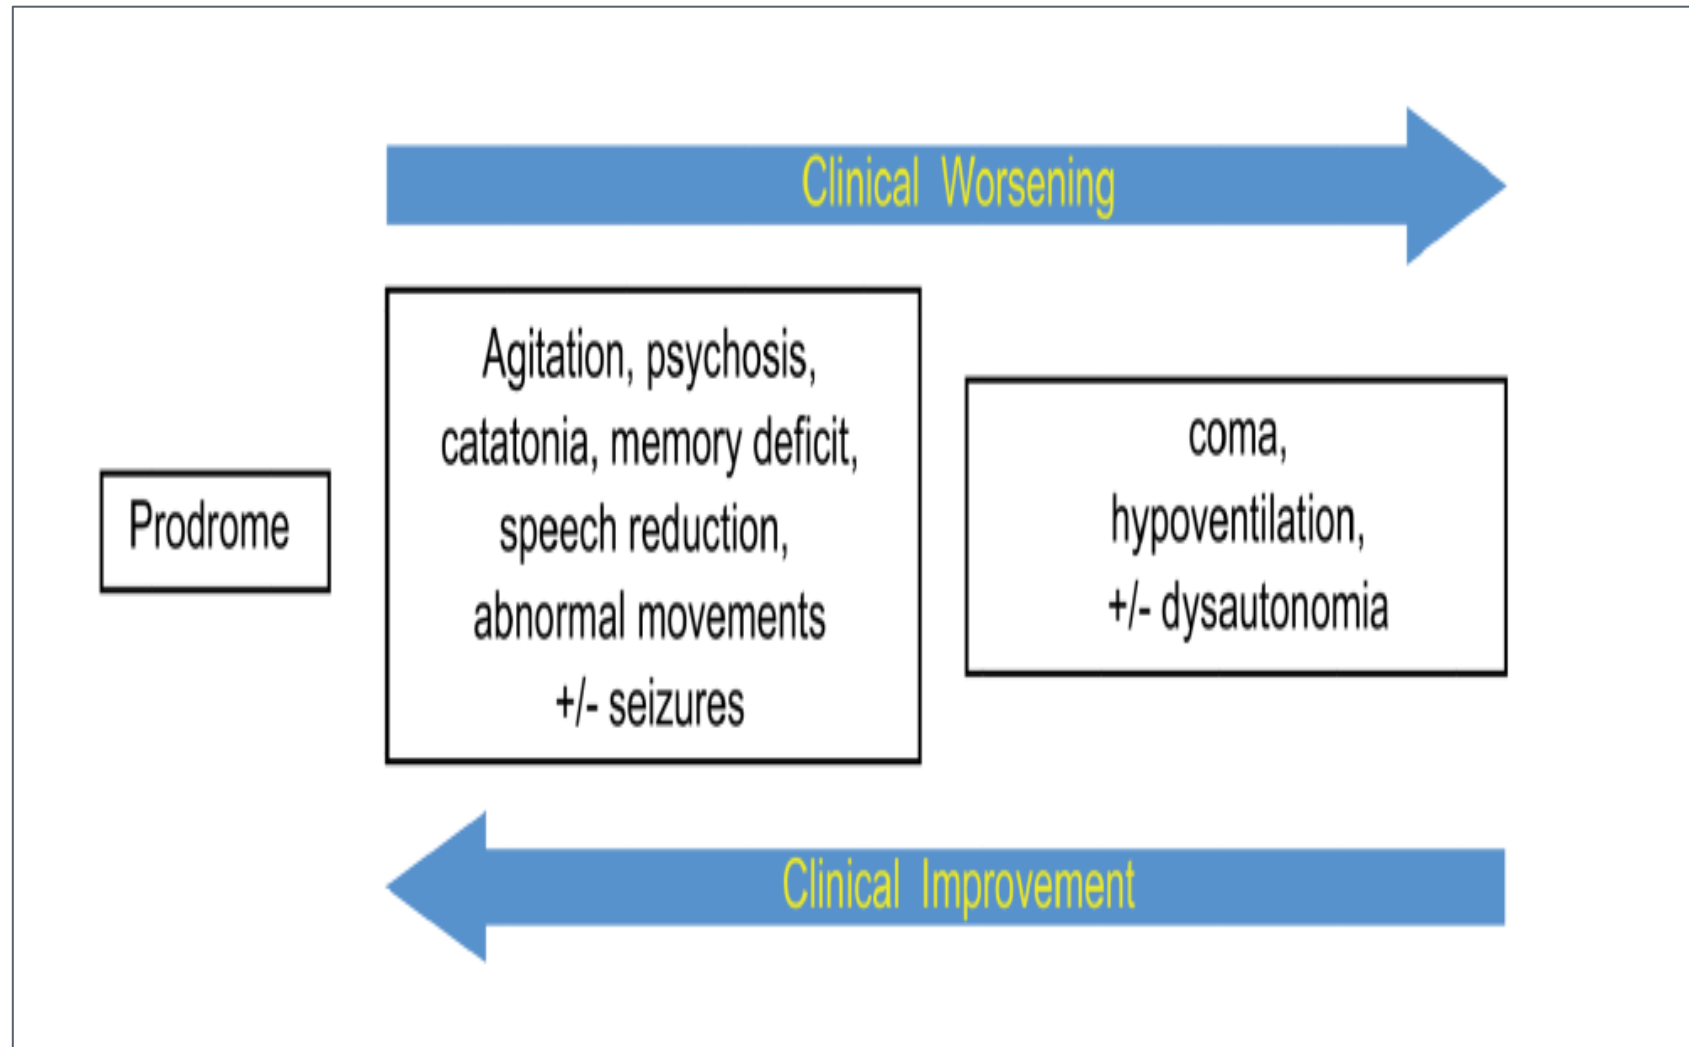 Clinical Worsening
Prodrome
Agitation, psychosis,
catatonia, memory deficit,
speech reduction,
abnormal movements
+/- seizures
coma,
hypoventilation,
+/- dysautonomia
Clinical Improvement